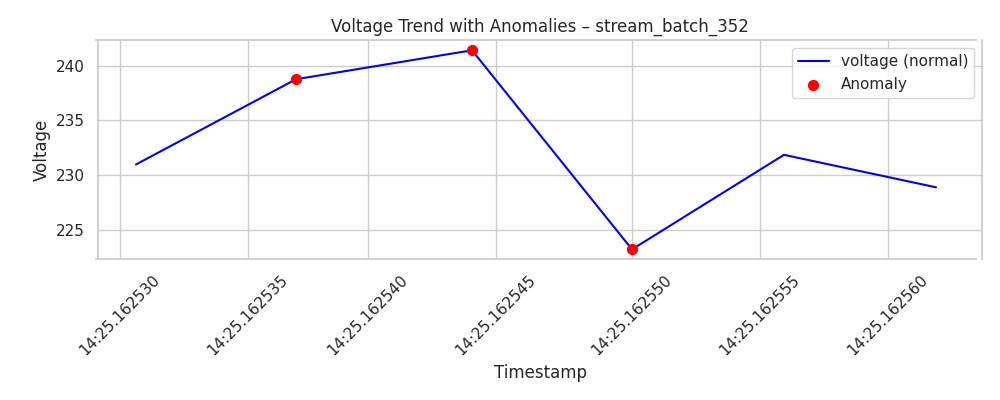 Voltage Trend with Anomalies – stream_batch_352
voltage (normal)
Anomaly
Voltage
240
235
230
225
14:25.162530
14:25.162535
14:25.162540
14:25.162545
14:25.162550
14:25.162555
14:25.162560
Timestamp